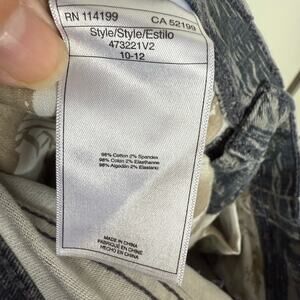 RN 114199 CA 52199
Style/Style/Estilo
473221V2
10-12
98% Cotton 2% Spandex
98% Coton 2% Élasthanne
98% Algodón 2% Elastano
MADE IN CHINA
FABRIQUÉ EN CHINE
HECHO EN CHINA